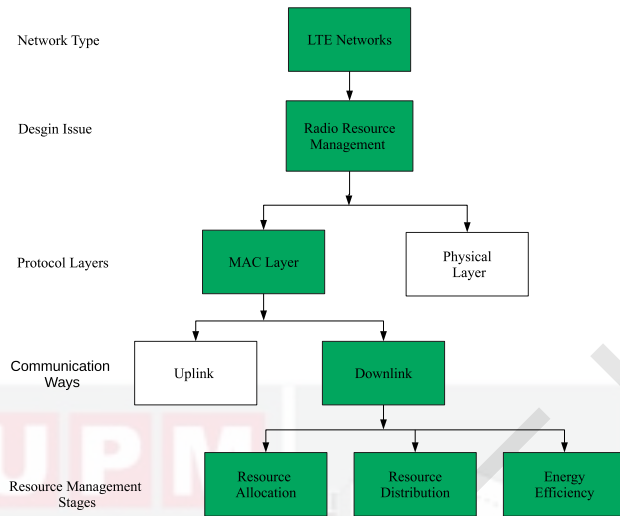 Network Type
LTE Networks
Desgin Issue
Radio Resource
Management
Protocol Layers
MAC Layer
Physical
Layer
Communication
Ways
Uplink
Downlink
UPM
Resource Management
Stages
Resource
Allocation
Resource
Distribution
Energy
Efficiency